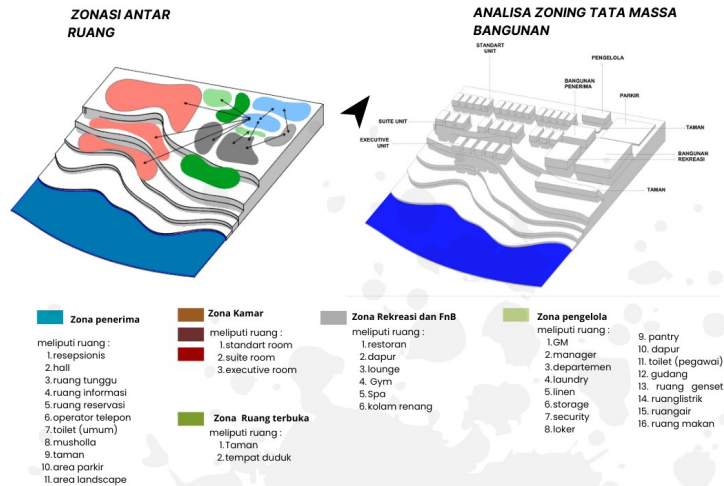 ZONASI ANTAR
RUANG
ANALISA ZONING TATA MASSA
BANGUNAN
STANDART
UNIT
PENGELOLA
BANGUNAN
PENERIMA
PARKIR
SUITE UNIT
TAMAN
EXECUTIVE
UNIT
BANGUNAN
REKREASI
TAMAN
Zona penerima
meliputi ruang :
1.resepsionis
2.hall
3.ruang tunggu
4.ruang informasi
5.ruang reservasi
6.operator telepon
7.toilet (umum)
8.musholla
9.taman
10.area parkir
11.area landscape
Zona Kamar
meliputi ruang :
1.standart room
2.suite room
3.executive room
Zona Ruang terbuka
meliputi ruang :
1.Taman
2.tempat duduk
Zona Rekreasi dan FnB
meliputi ruang :
1.restoran
2.dapur
3.lounge
4. Gym
5.Spa
6.kolam renang
Zona pengelola
meliputi ruang :
1.GM
2.manager
3.departemen
4.laundry
5.linen
6.storage
7.security
8.loker
9. pantry
10. dapur
11. toilet (pegawai)
12. gudang
13. ruang genset
14. ruanglistrik
15. ruangair
16. ruang makan